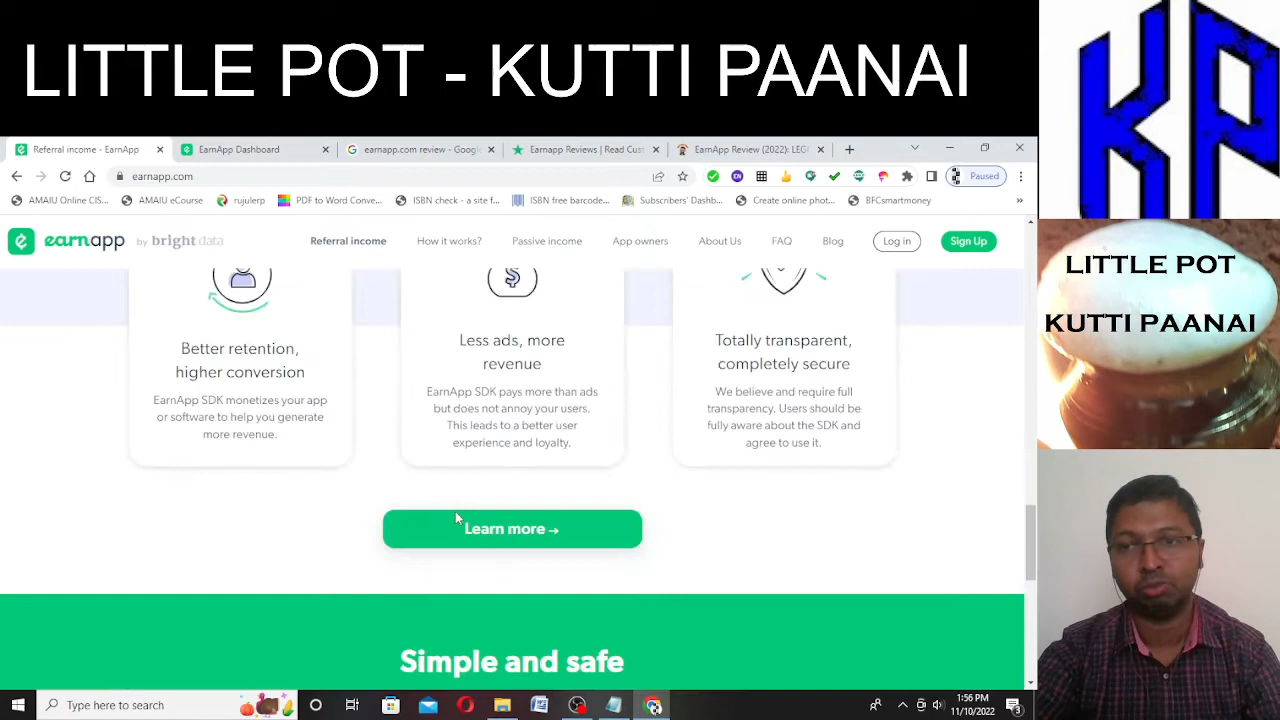 LITTLE POT - KUTTI PAANAI
KP
Referral income - EarnApp
EarnApp Dashboard
earnapp.com review - Google
Earnapp Reviews | Read Cust
EarnApp Review (2022): LEGI
earnapp.com
Paused
AMAIU Online CIS...
AMAIU eCourse
rujulerp
PDF to Word Conve...
ISBN check - a site f...
ISBN free barcode...
Subscribers' Dashb...
Create online phot...
BFCsmartmoney
»
earnapp by bright data
Referral income
How it works?
Passive income
App owners
About Us
FAQ
Blog
Log in
Sign Up
LITTLE POT
KUTTI PAANAI
Better retention,
higher conversion
EarnApp SDK monetizes your app
or software to help you generate
more revenue.
Less ads, more
revenue
EarnApp SDK pays more than ads
but does not annoy your users.
This leads to a better user
experience and loyalty.
Totally transparent,
completely secure
We believe and require full
transparency. Users should be
fully aware about the SDK and
agree to use it.
Learn more →
Simple and safe
Type here to search
1:56 PM
11/10/2022
3